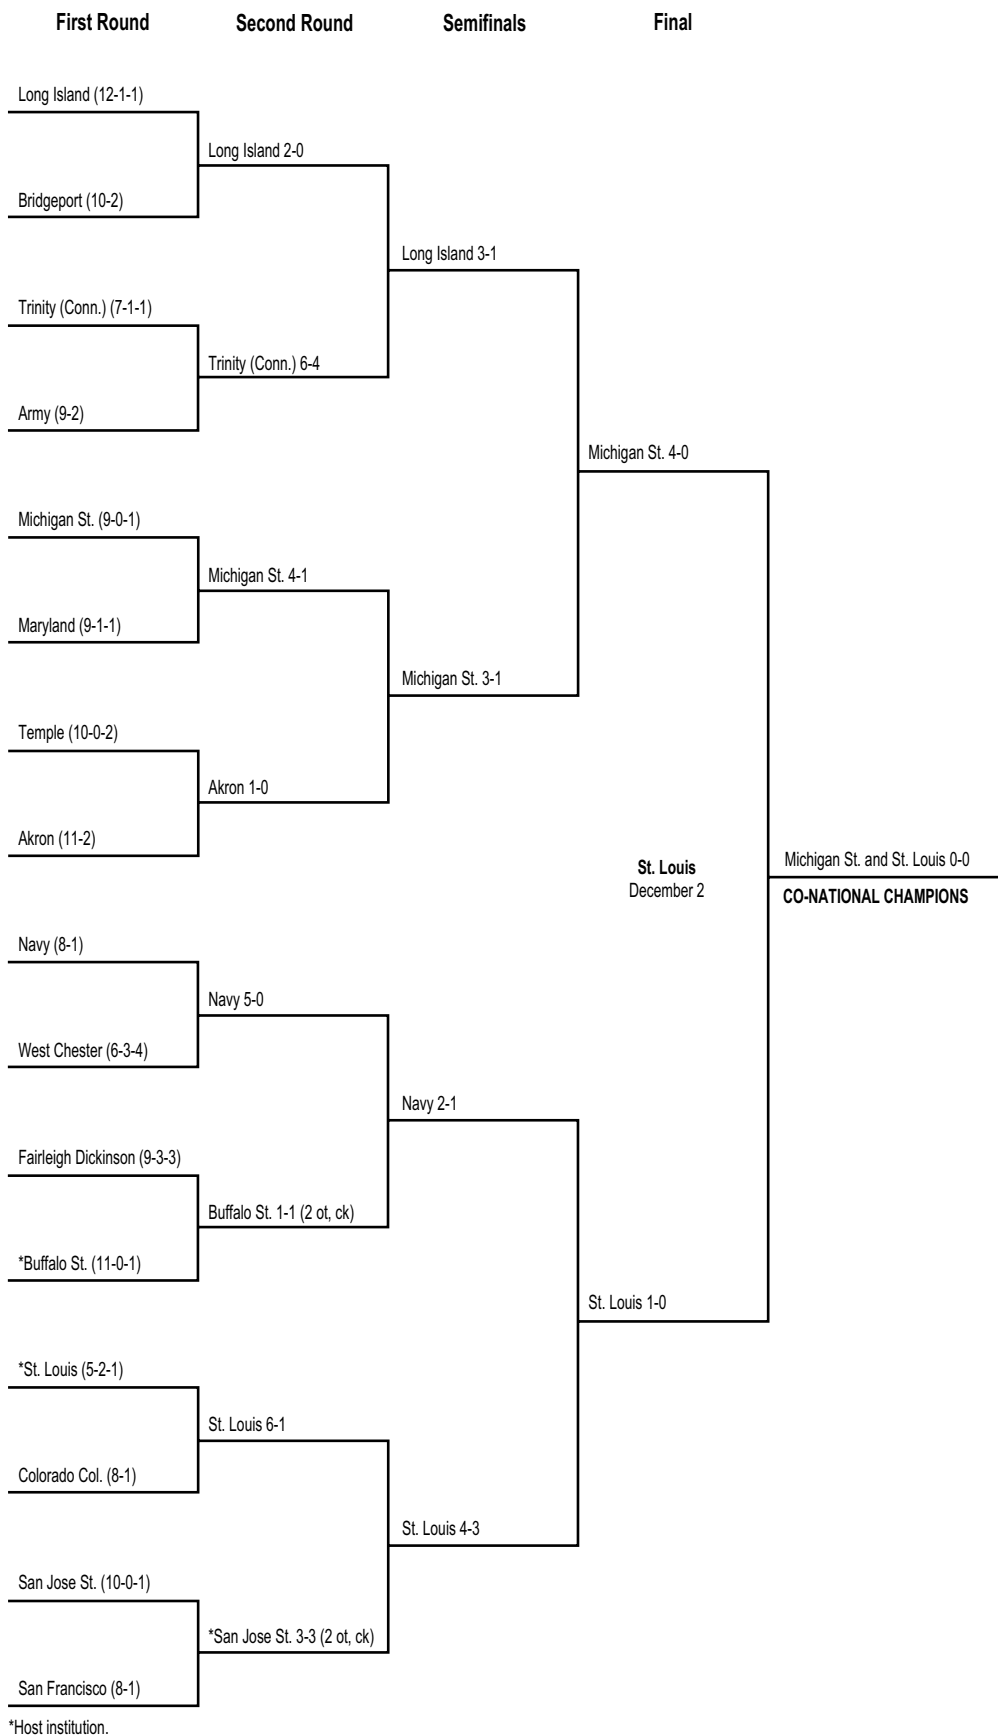 First Round Second Round Semifinals Final
Long Island (12-1-1)
Long Island 2-0
Bridgeport (10-2)
Long Island 3-1
Trinity (Conn.) (7-1-1)
Trinity (Conn.) 6-4
Army (9-2)
Michigan St. 4-0
Michigan St. (9-0-1)
Michigan St. 4-1
Maryland (9-1-1)
Michigan St. 3-1
Temple (10-0-2)
Akron 1-0
Akron (11-2)
St. Louis
December 2
Michigan St. and St. Louis 0-0
CO-NATIONAL CHAMPIONS
Navy (8-1)
Navy 5-0
West Chester (6-3-4)
Navy 2-1
Fairleigh Dickinson (9-3-3)
Buffalo St. 1-1 (2 ot, ck)
*Buffalo St. (11-0-1)
St. Louis 1-0
*St. Louis (5-2-1)
St. Louis 6-1
Colorado Col. (8-1)
St. Louis 4-3
San Jose St. (10-0-1)
*San Jose St. 3-3 (2 ot, ck)
San Francisco (8-1)
*Host institution.